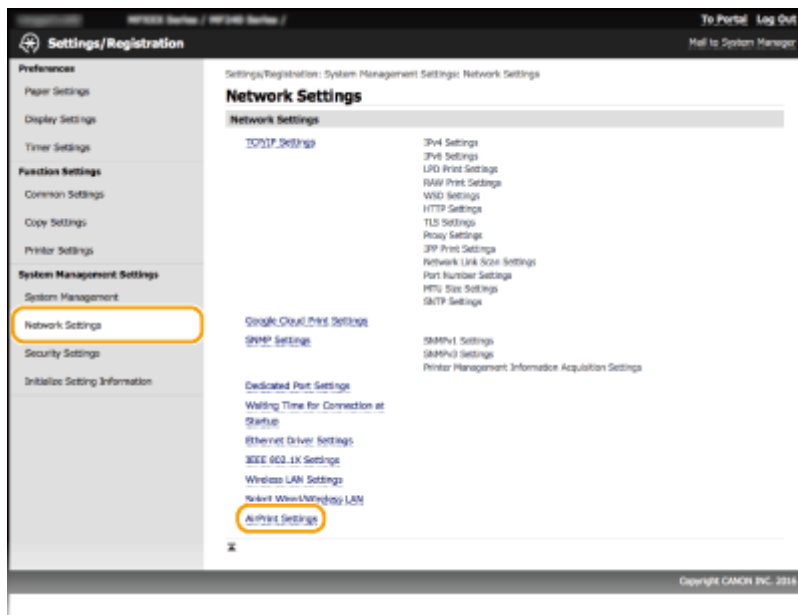 MF240 Series /
To Portal Log Out
Settings/Registration
Mail to System Manager
Preferences
Paper Settings
Display Settings
Timer Settings
Function Settings
Common Settings
Copy Settings
Printer Settings
System Management Settings
System Management
Network Settings
Security Settings
Initialize Setting Information
Settings/Registration: System Management Settings: Network Settings
Network Settings
Network Settings
TCP/IP Settings
IPv4 Settings
IPv6 Settings
LPD Print Settings
RAW Print Settings
WSD Settings
HTTP Settings
TLS Settings
Proxy Settings
IPP Print Settings
Network Link Scan Settings
Port Number Settings
MTU Size Settings
SNTP Settings
Google Cloud Print Settings
SNMP Settings
SNMPv1 Settings
SNMPv3 Settings
Printer Management Information Acquisition Settings
Dedicated Port Settings
Waiting Time for Connection at
Startup
Ethernet Driver Settings
IEEE 802.1X Settings
Wireless LAN Settings
Select Wired/Wireless LAN
AirPrint Settings
Copyright CANON INC. 2016